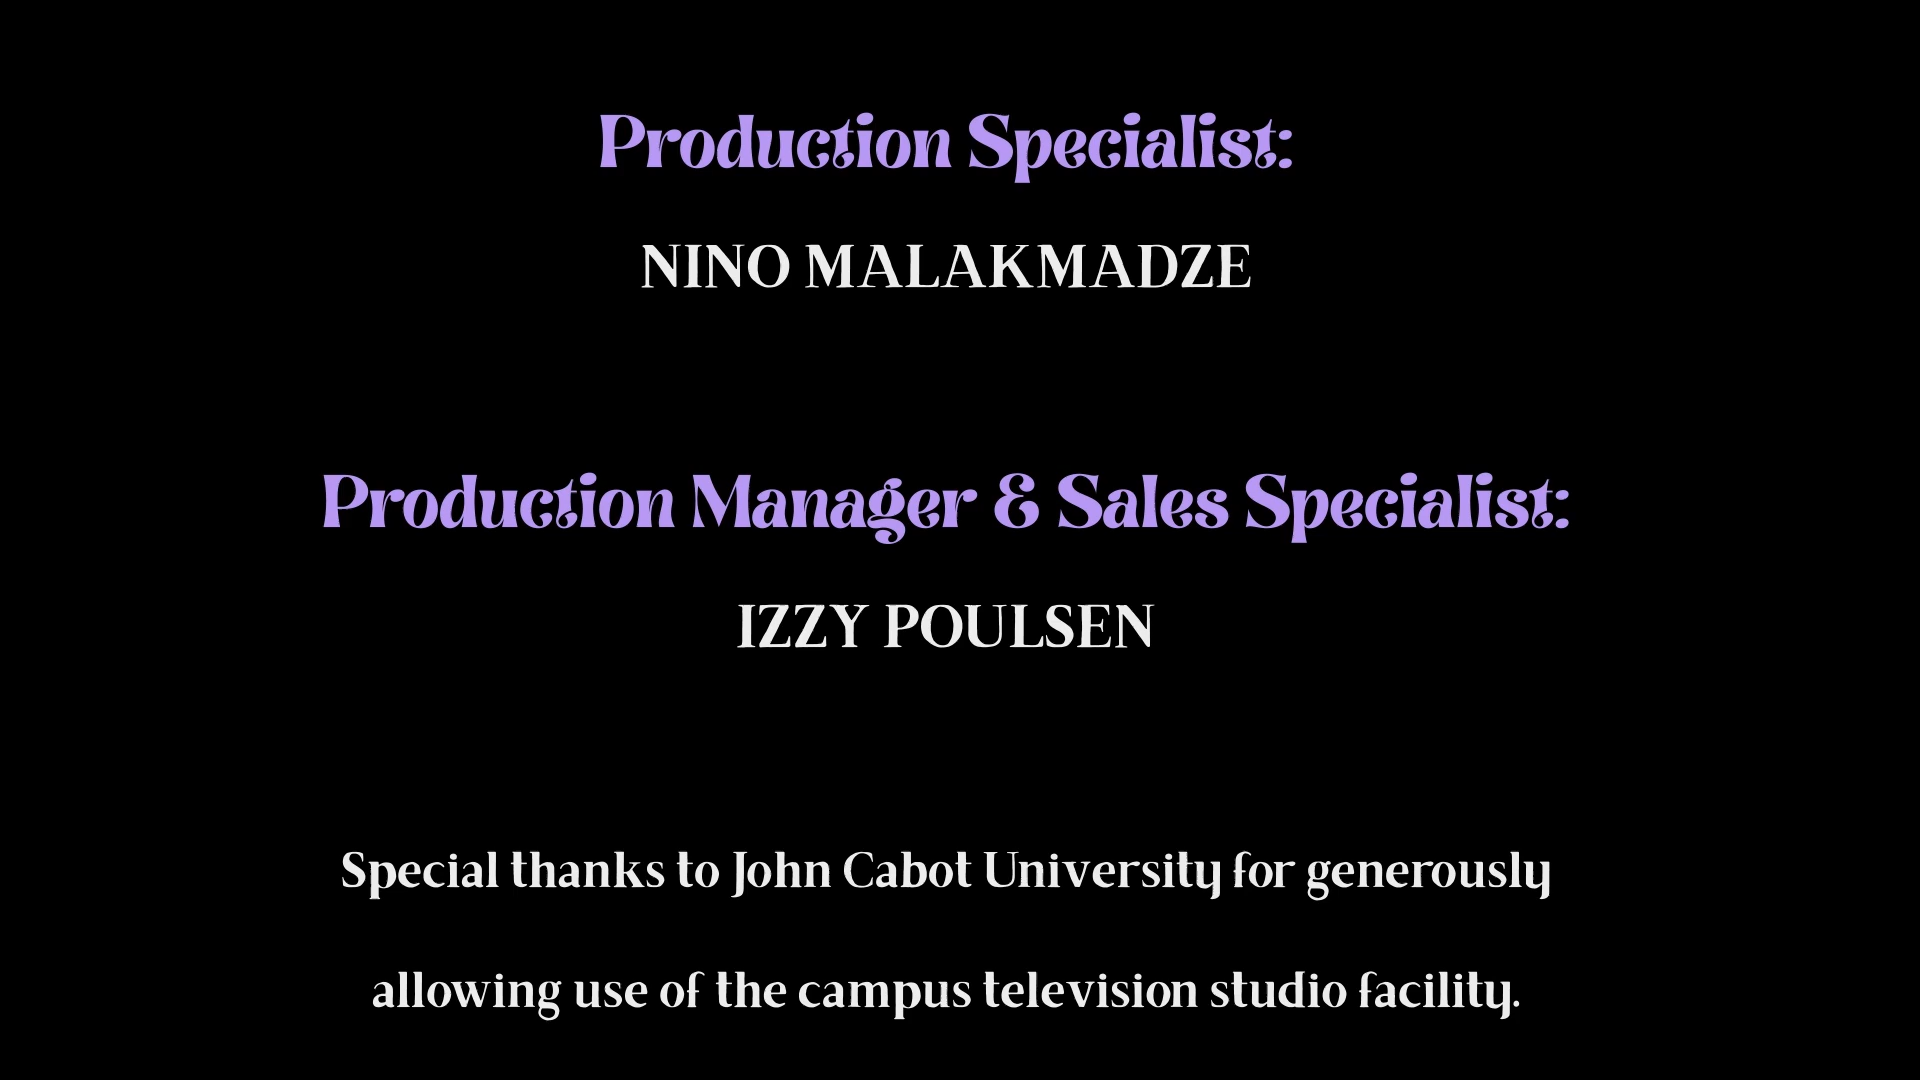 Production Specialist:
NINO MALAKMADZE
Production Manager & Sales Specialist:
IZZY POULSEN
Special thanks to John Cabot University for generously
allowing use of the campus television studio facility.